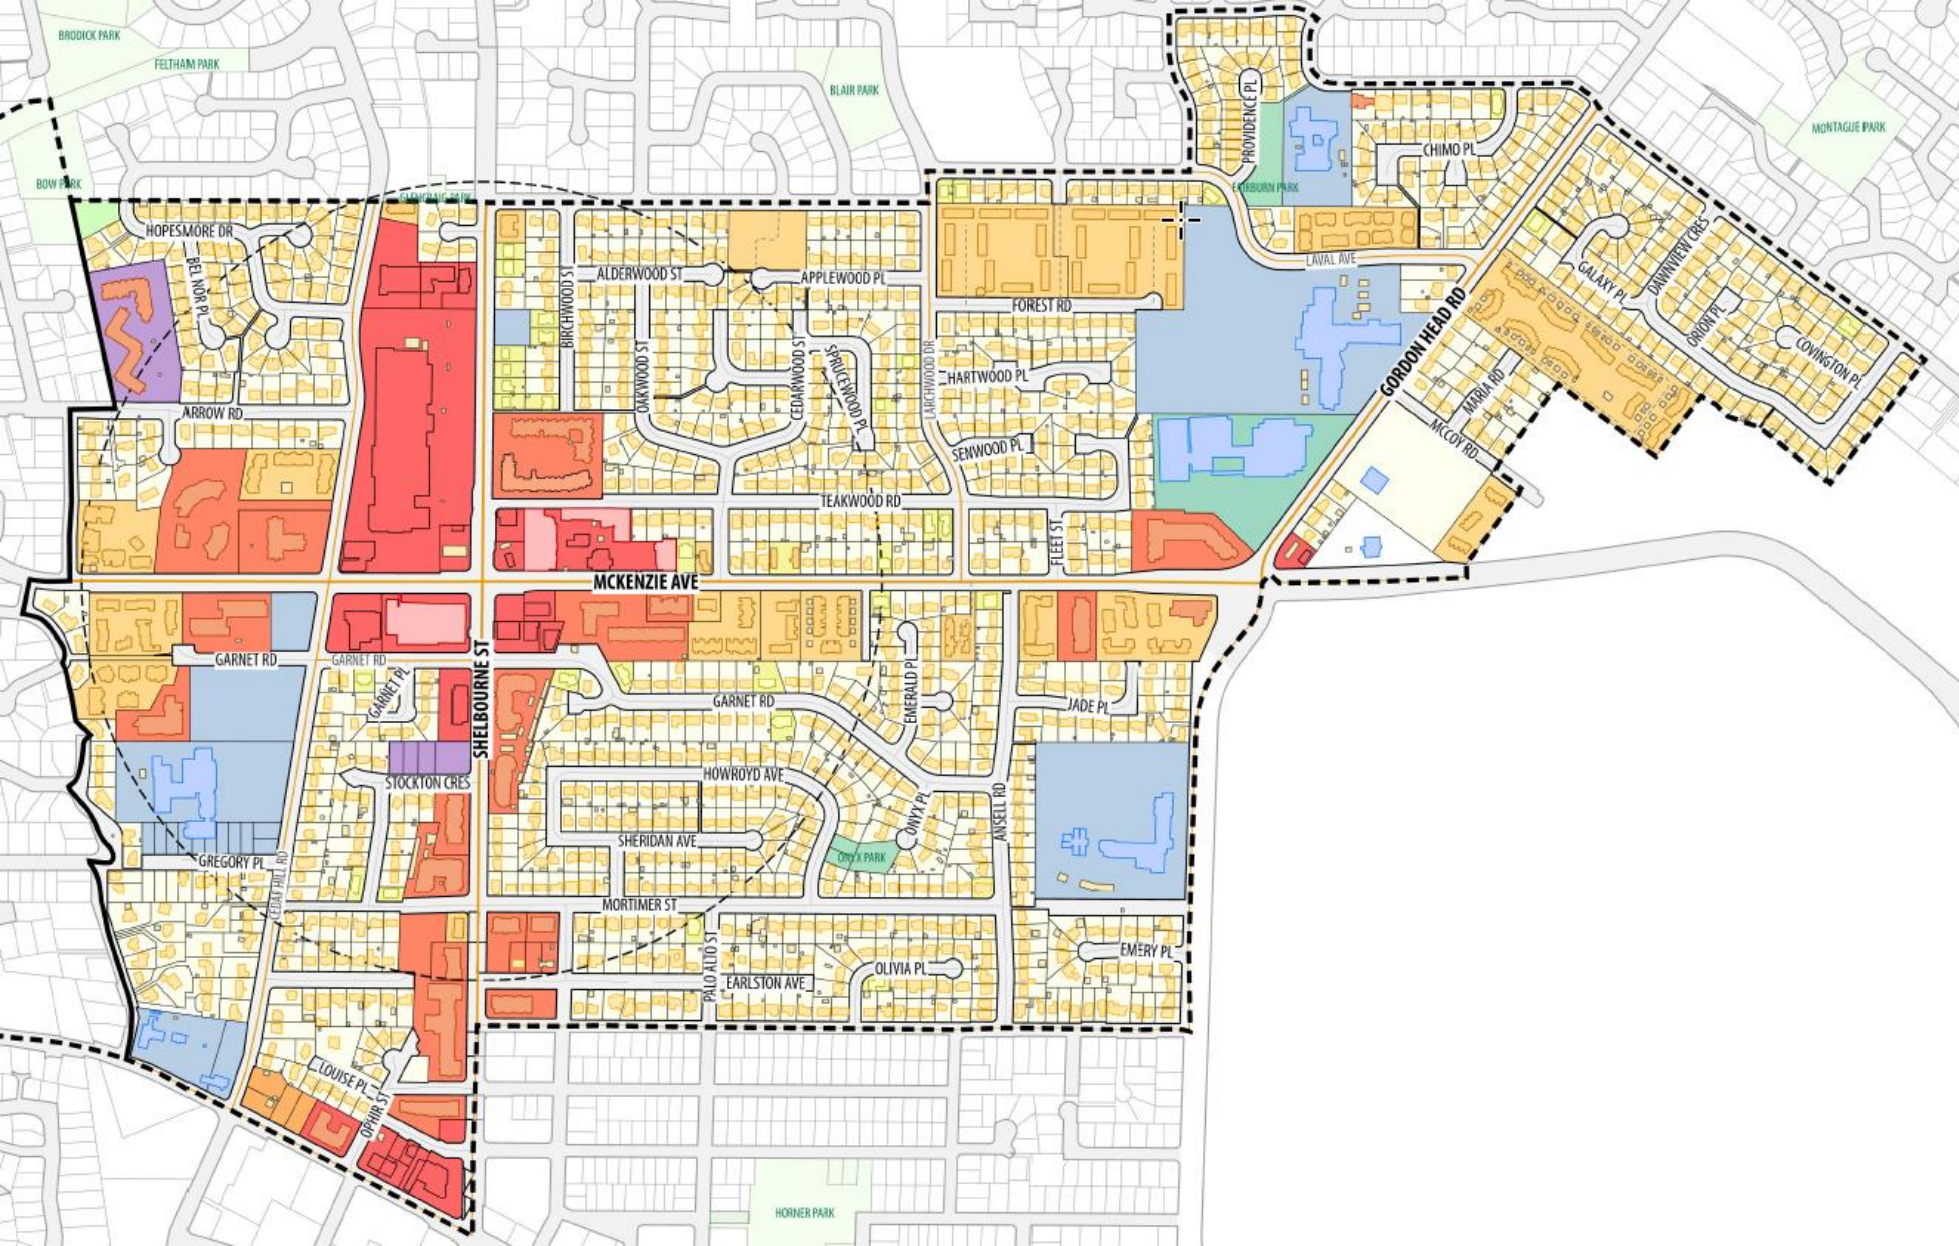 BRODICK PARK
FELTHAM PARK
BLAIR PARK
PROVIDENCE PL
MONTAGUE PARK
CHIMO PL
BOW PARK
GLENCRAIG PARK
FAIRBURN PARK
HOPESMORE DR
BEL NOR PL
BIRCHWOOD ST
ALDERWOOD ST
APPLEWOOD PL
LAVAL AVE
DAWNVIEW CRES
GALAXY PL
FOREST RD
ORION PL
COVINGTON PL
GORDON HEAD RD
OAKWOOD ST
CEDARWOOD ST
SPRUCEWOOD PL
LARCHWOOD DR
HARTWOOD PL
MARIA RD
MCCOY RD
ARROW RD
SENWOOD PL
TEAKWOOD RD
FLEET ST
MCKENZIE AVE
GARNET RD
GARNET RD
GARNET PL
SHELBOURNE ST
GARNET RD
EMERALD PL
JADE PL
STOCKTON CRES
HOWROYD AVE
ONYX PL
ANSELL RD
SHERIDAN AVE
ONYX PARK
GREGORY PL
CEDAR HILL RD
MORTIMER ST
PALO ALTO ST
EARLSTON AVE
OLIVIA PL
EMERY PL
LOUISE PL
OPHIR ST
HORNER PARK